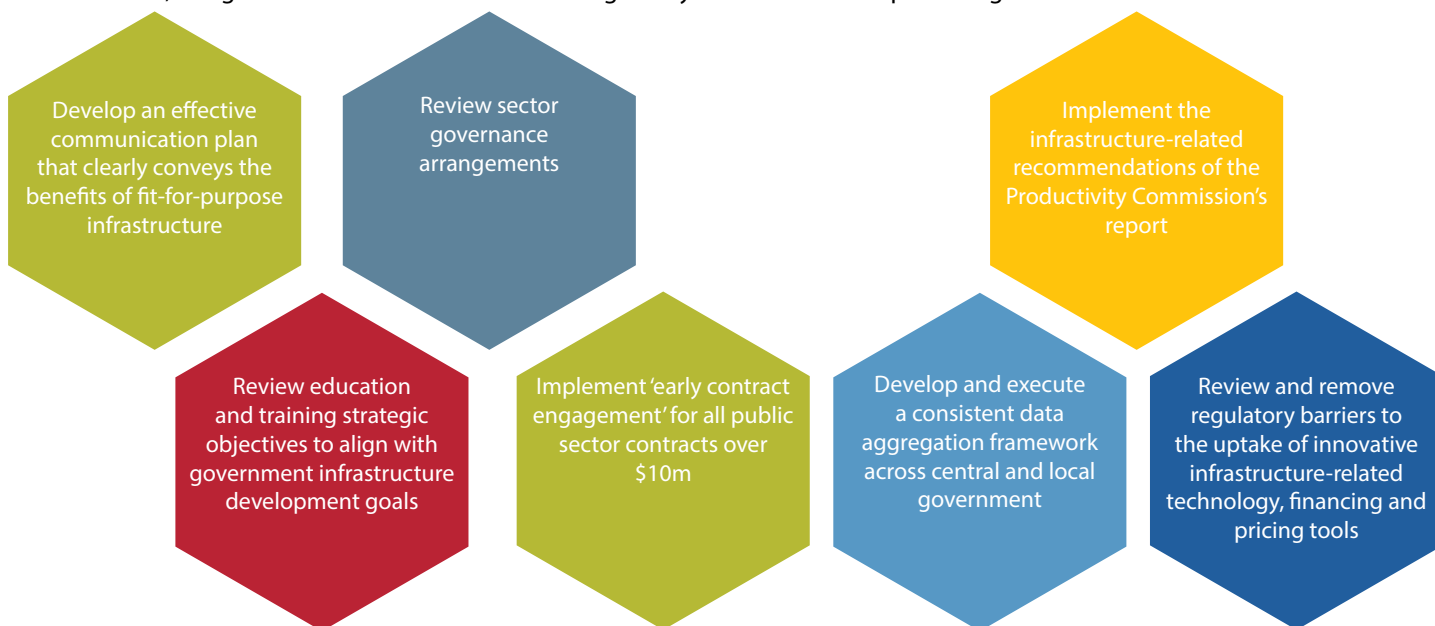 Develop an effective
communication plan
that clearly conveys the
benefits of fit-for-purpose
infrastructure
Review sector
governance
arrangements
Implement the
infrastructure-related
recommendations of the
Productivity Commission's
report
Review education
and training strategic
objectives to align with
government infrastructure
development goals
Implement 'early contract
engagement' for all public
sector contracts over
$10m
Develop and execute
a consistent data
aggregation framework
across central and local
government
Review and remove
regulatory barriers to
the uptake of innovative
infrastructure-related
technology, financing and
pricing tools